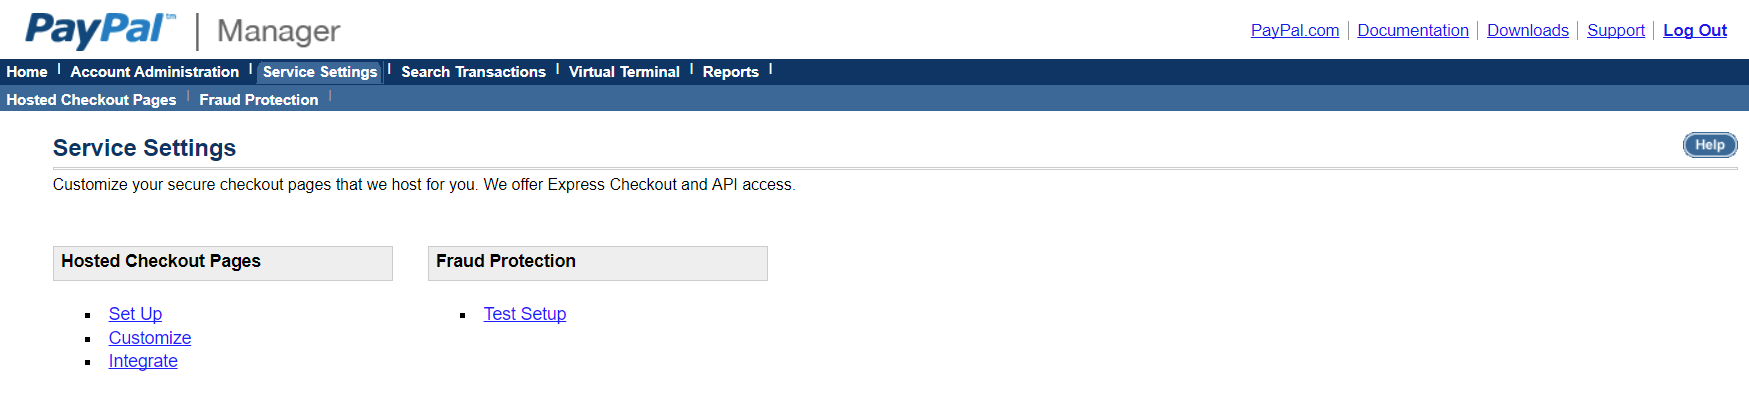 PayPal™ | Manager
PayPal.com | Documentation | Downloads | Support | Log Out
Home | Account Administration | Service Settings | Search Transactions | Virtual Terminal | Reports |
Hosted Checkout Pages | Fraud Protection |
Service Settings
Help
Customize your secure checkout pages that we host for you. We offer Express Checkout and API access.
Hosted Checkout Pages
Set Up
Customize
Integrate
Fraud Protection
Test Setup